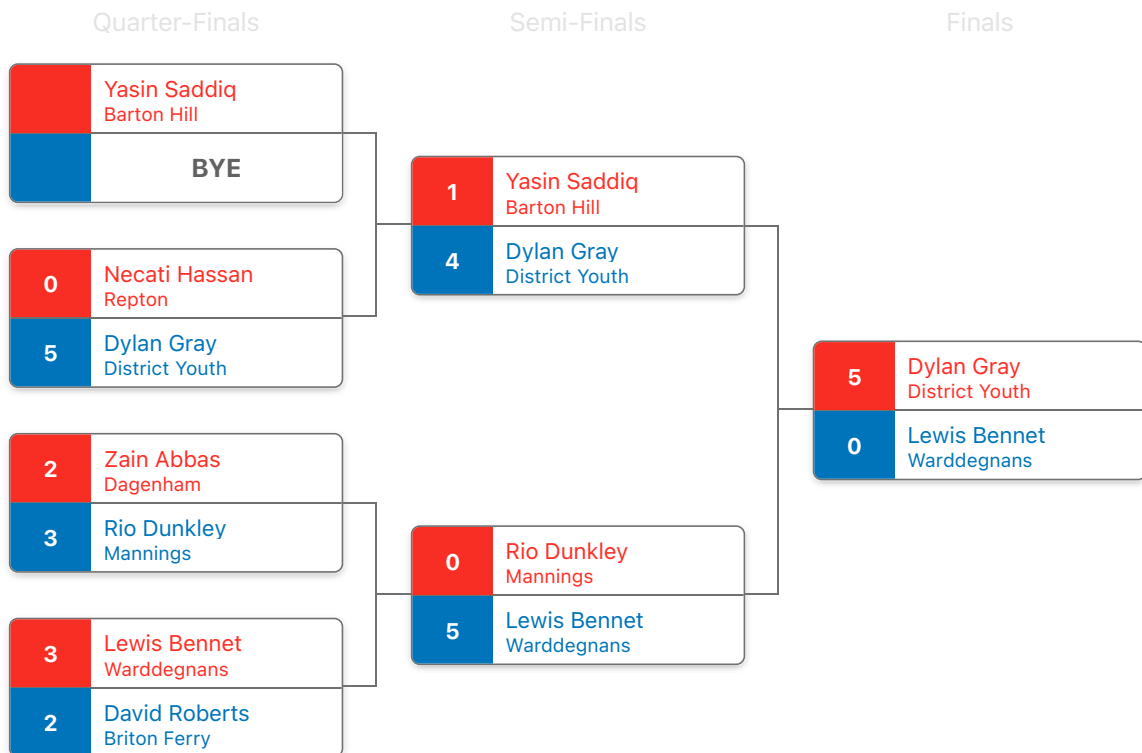 Quarter-Finals
Semi-Finals
Finals
Yasin Saddiq
Barton Hill
BYE
0
Necati Hassan
Repton
5
Dylan Gray
District Youth
2
Zain Abbas
Dagenham
3
Rio Dunkley
Mannings
3
Lewis Bennet
Warddegnans
2
David Roberts
Briton Ferry
1
Yasin Saddiq
Barton Hill
4
Dylan Gray
District Youth
0
Rio Dunkley
Mannings
5
Lewis Bennet
Warddegnans
5
Dylan Gray
District Youth
0
Lewis Bennet
Warddegnans